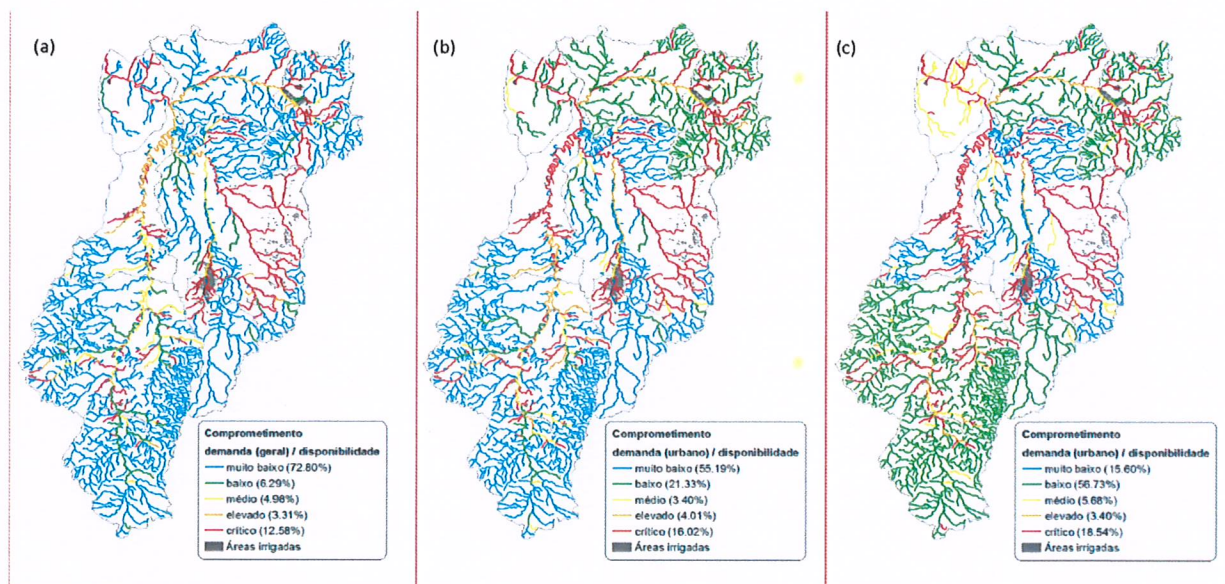 (a)
Comprometimento
demanda (geral) / disponibilidade
muito baixo (72.80%)
baixo (6.29%)
médio (4.98%)
elevado (3.31%)
crítico (12.58%)
Áreas irrigadas
(b)
Comprometimento
demanda (urbano) / disponibilidade
muito baixo (55.19%)
baixo (21.33%)
médio (3.40%)
elevado (4.01%)
crítico (16.02%)
Áreas irrigadas
(c)
Comprometimento
demanda (urbano) / disponibilidade
muito baixo (15.60%)
baixo (56.73%)
médio (5.68%)
elevado (3.40%)
crítico (18.54%)
Áreas irrigadas